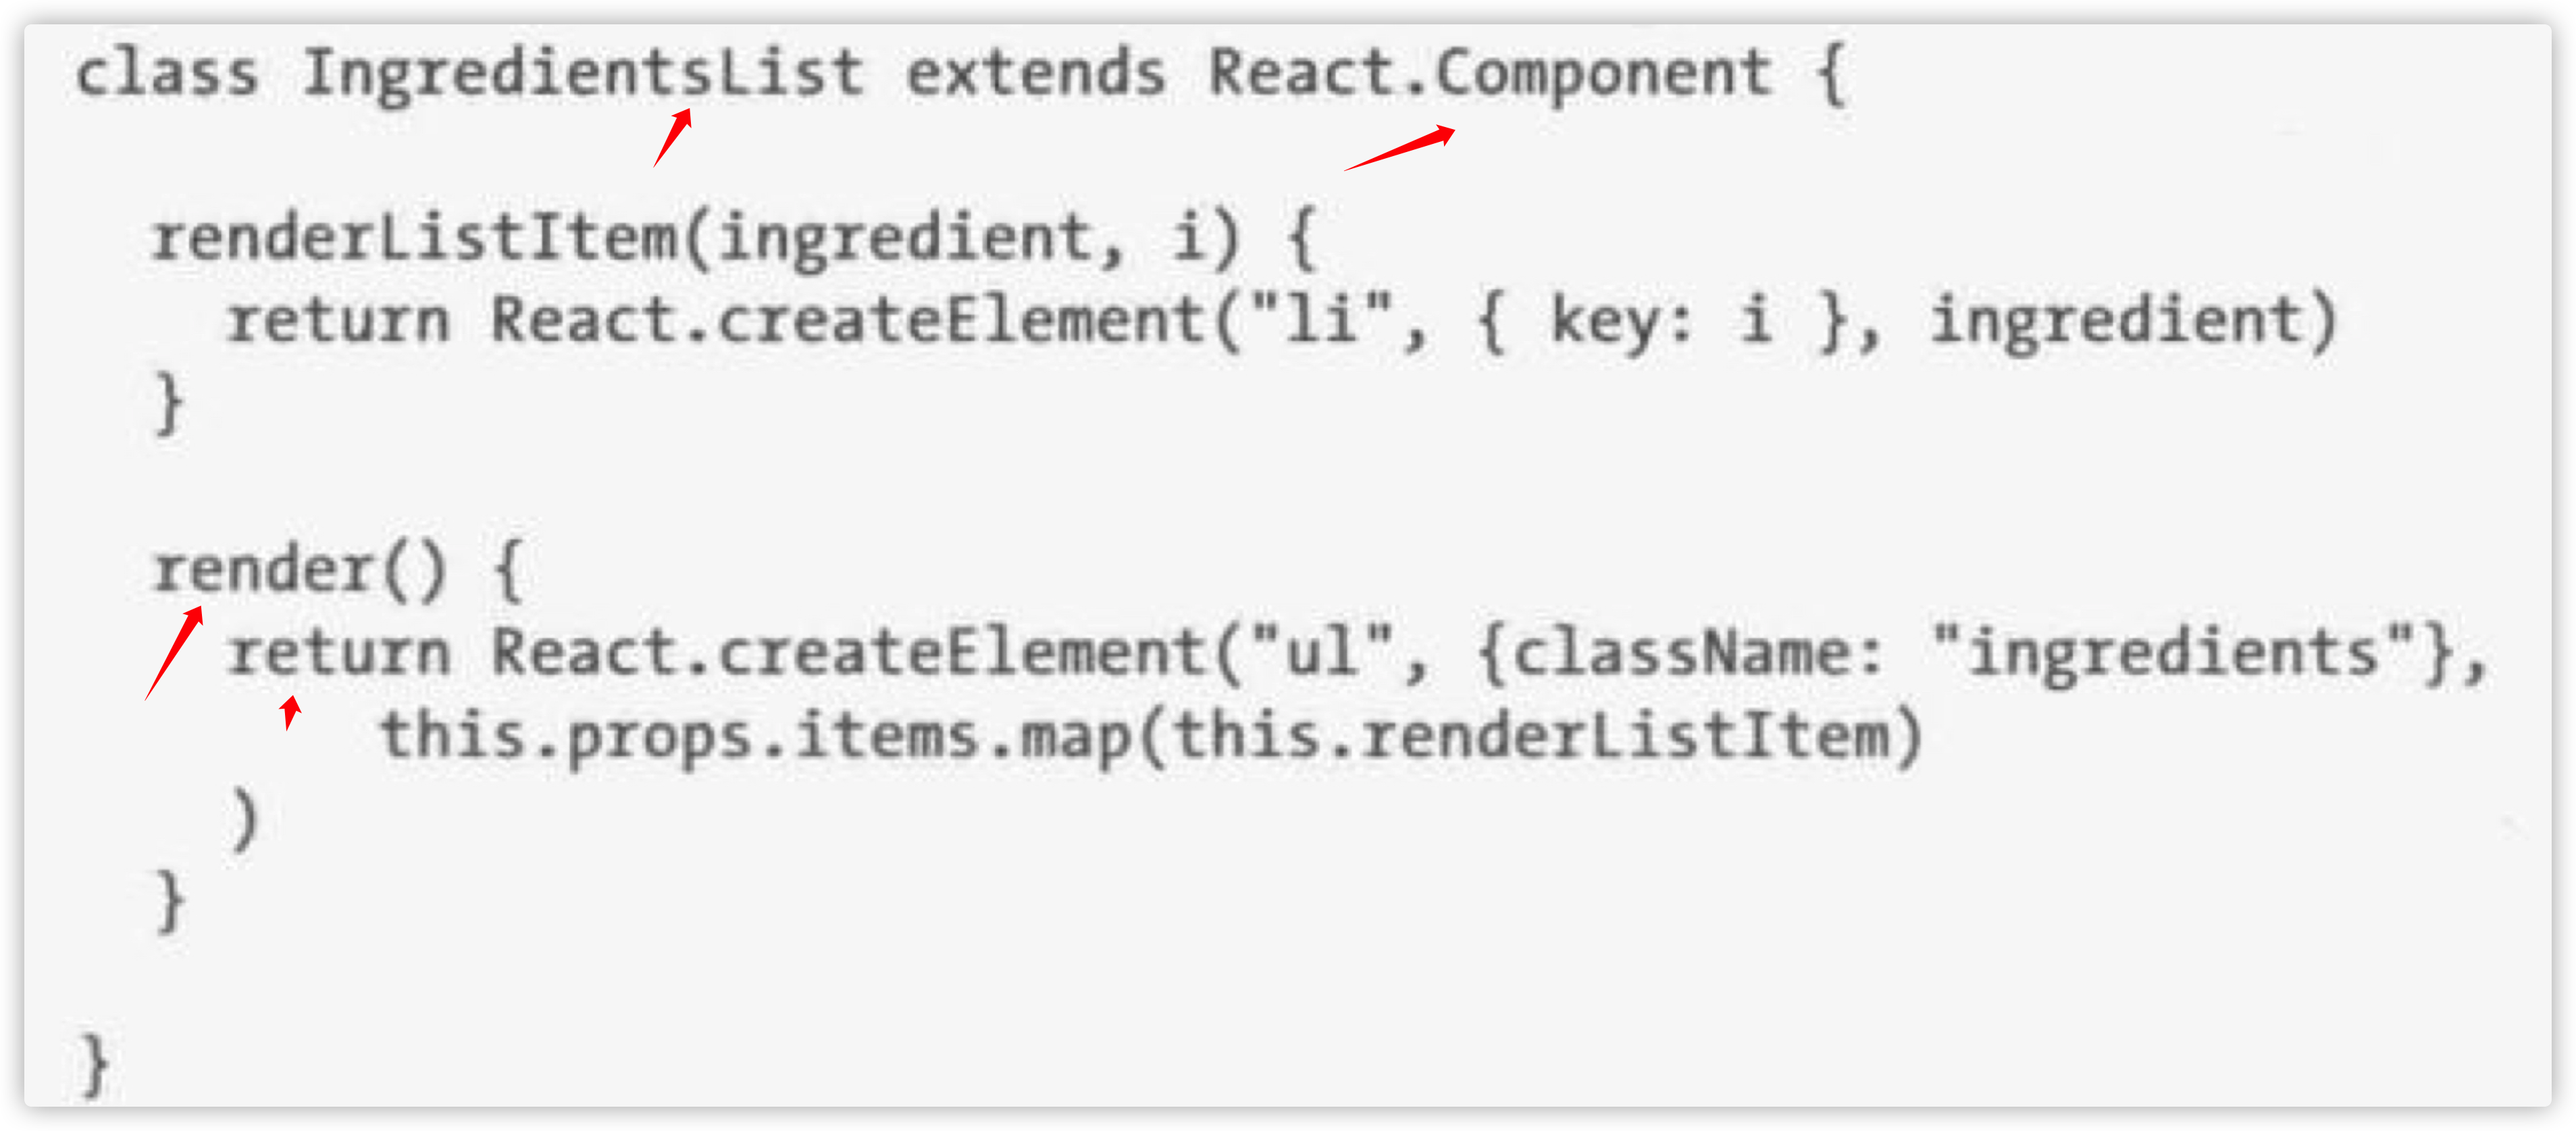 class IngredientsList extends React.Component {
renderListItem(ingredient, i) {
return React.createElement("li", { key: i }, ingredient)
}
render() {
return React.createElement("ul", {className: "ingredients"},
this.props.items.map(this.renderListItem)
)
}
}